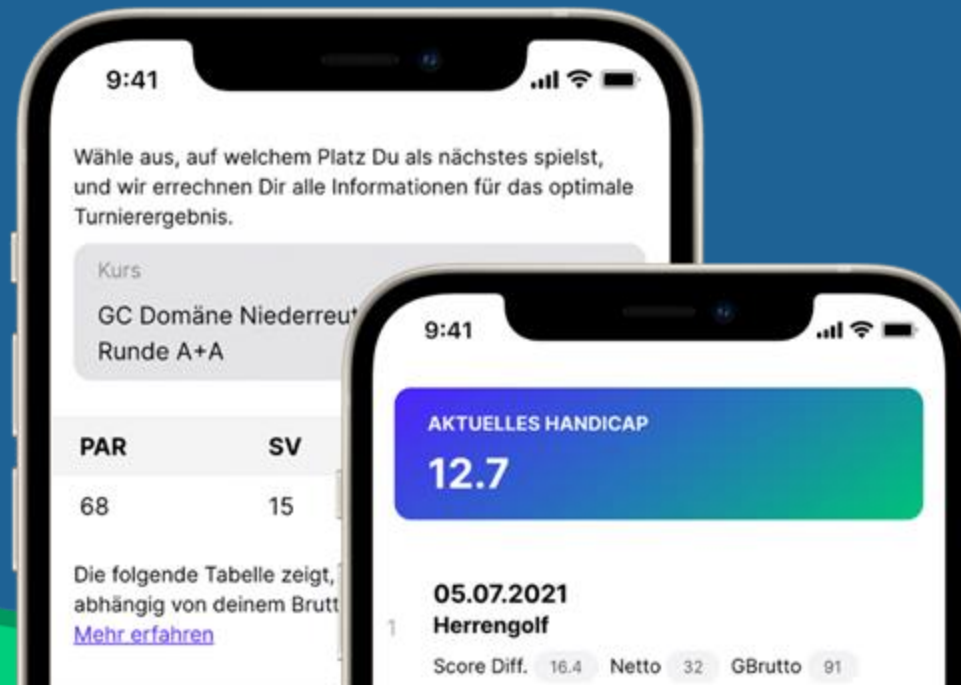 9:41
Wähle aus, auf welchem Platz Du als nächstes spielst,
und wir errechnen Dir alle Informationen für das optimale
Turnierergebnis.
Kurs
GC Domäne
Runde A+A
PAR SV
68 15
Die folgende Tabelle zeigt,
abhängig von deinem
Mehr erfahren
9:41
AKTUELLES HANDICAP
12.7
05.07.2021
1 Herrengolf
Score Diff. 16.4 Netto 32 GBrutto 91